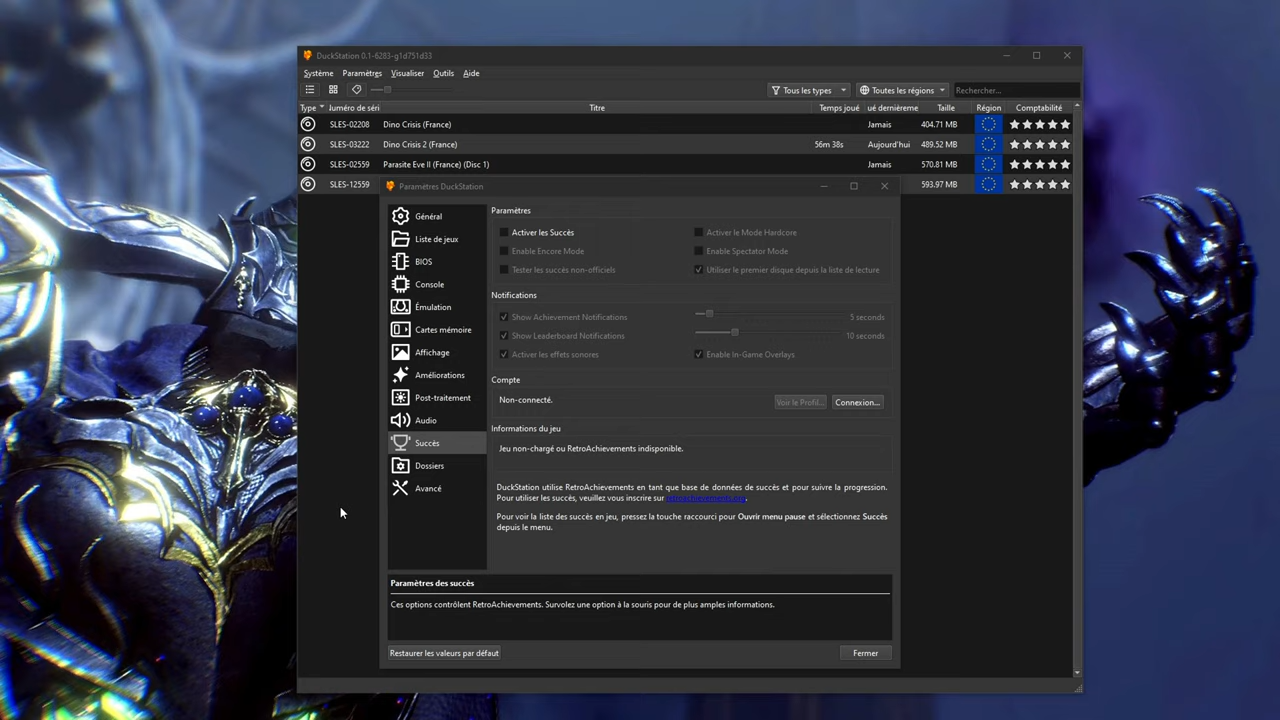 DuckStation 0.1-6283-g1d751d33
Système Paramètres Visualiser Outils Aide
Tous les types Toutes les régions Rechercher...
Type Numéro de séri Titre Temps joué ué dernièreme Taille Région Comptabilité
SLES-02208 Dino Crisis (France) Jamais 404.71 MB
SLES-03222 Dino Crisis 2 (France) 56m 38s Aujourd'hui 489.52 MB
SLES-02559 Parasite Eve II (France) (Disc 1) Jamais 570.81 MB
SLES-12559 593.97 MB
Paramètres DuckStation
Général
Liste de jeux
BIOS
Console
Émulation
Cartes mémoire
Affichage
Améliorations
Post-traitement
Audio
Succès
Dossiers
Avancé
Paramètres
Activer les Succès Activer le Mode Hardcore
Enable Encore Mode Enable Spectator Mode
Tester les succès non-officiels Utiliser le premier disque depuis la liste de lecture
Notifications
Show Achievement Notifications 5 seconds
Show Leaderboard Notifications 10 seconds
Activer les effets sonores Enable In-Game Overlays
Compte
Non-connecté. Voir le Profil... Connexion...
Informations du jeu
Jeu non-chargé ou RetroAchievements indisponible.
DuckStation utilise RetroAchievements en tant que base de données de succès et pour suivre la progression.
Pour utiliser les succès, veuillez vous inscrire sur retroachievements.org.
Pour voir la liste des succès en jeu, pressez la touche raccourci pour Ouvrir menu pause et sélectionnez Succès
depuis le menu.
Paramètres des succès
Ces options contrôlent RetroAchievements. Survolez une option à la souris pour de plus amples informations.
Restaurer les valeurs par défaut Fermer